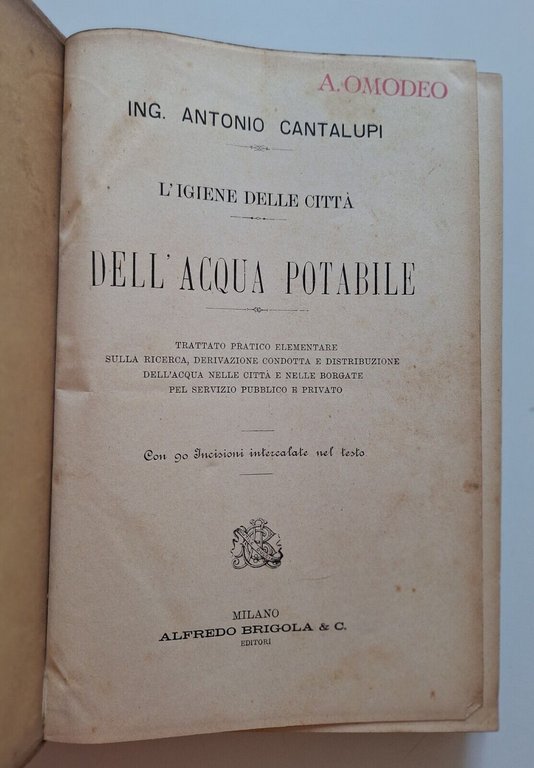 A. OMODEO
ING. ANTONIO CANTALUPI
L'IGIENE DELLE CITTÀ
DELL'ACQUA POTABILE
TRATTATO PRATICO ELEMENTARE
SULLA RICERCA, DERIVAZIONE CONDOTTA E DISTRIBUZIONE
DELL'ACQUA NELLE CITTÀ E NELLE BORGATE
PEL SERVIZIO PUBBLICO E PRIVATO
Con 90 Incisioni intercalate nel testo
MILANO
ALFREDO BRIGOLA & C.
EDITORI